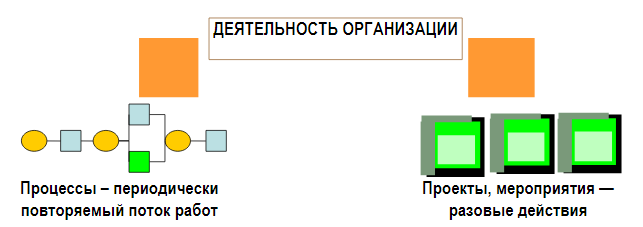 ДЕЯТЕЛЬНОСТЬ ОРГАНИЗАЦИИ
Процессы – периодически
повторяемый поток работ
Проекты, мероприятия —
разовые действия